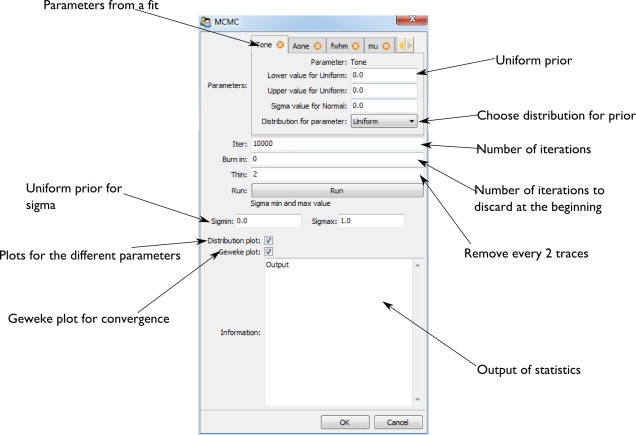 Parameters from a fit
MCMC
Tone Aone fwhm mu
Parameter: Tone
Lower value for Uniform: 0.0
Uniform prior
Parameters:
Upper value for Uniform: 0.0
Sigma value for Normal: 0.0
Distribution for parameter: Uniform
Choose distribution for prior
Iter: 10000
Number of iterations
Burn in: 0
Thin: 2
Run: Run
Number of iterations to
discard at the beginning
Uniform prior for
sigma
Sigma min and max value
Sigmin: 0.0 Sigmax: 1.0
Distribution plot:
Plots for the different parameters
Geweke plot:
Remove every 2 traces
Output
Geweke plot for convergence
Information:
Output of statistics
OK Cancel